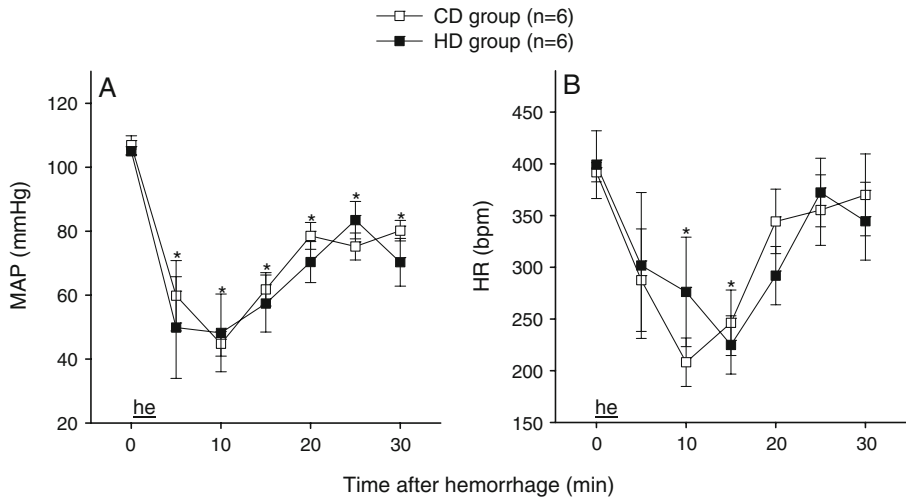 CD group (n=6)
HD group (n=6)
A
MAP (mmHg)
120
100
80
60
40
20
* * * * * *
he
0 10 20 30
B
HR (bpm)
450
400
350
300
250
200
150
* *
he
0 10 20 30
Time after hemorrhage (min)